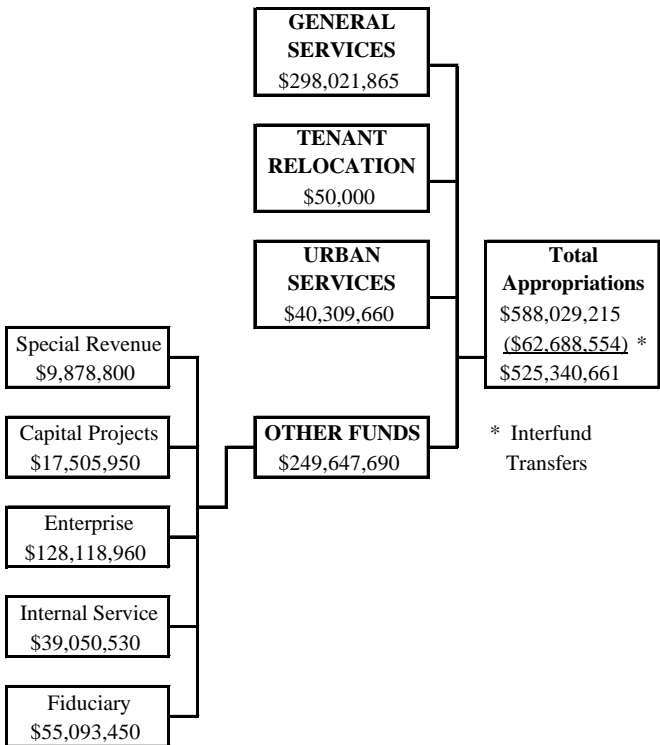 GENERAL
SERVICES
$298,021,865
TENANT
RELOCATION
$50,000
URBAN
SERVICES
$40,309,660
Total
Appropriations
$588,029,215
($62,688,554) *
$525,340,661
Special Revenue
$9,878,800
Capital Projects
$17,505,950
OTHER FUNDS
$249,647,690
* Interfund
Transfers
Enterprise
$128,118,960
Internal Service
$39,050,530
Fiduciary
$55,093,450